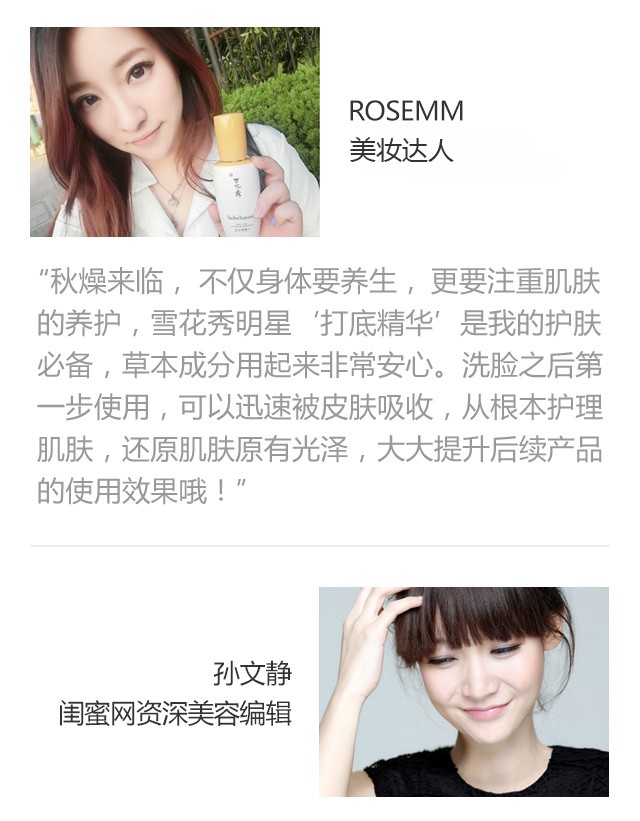 ROSEMM
美妆达人
雪花秀
Sulwhasoo
“秋燥来临， 不仅身体要养生， 更要注重肌肤
的养护，雪花秀明星‘打底精华’是我的护肤
必备，草本成分用起来非常安心。洗脸之后第
一步使用，可以迅速被皮肤吸收，从根本护理
肌肤，还原肌肤原有光泽，大大提升后续产品
的使用效果哦！”
孙文静
闺蜜网资深美容编辑